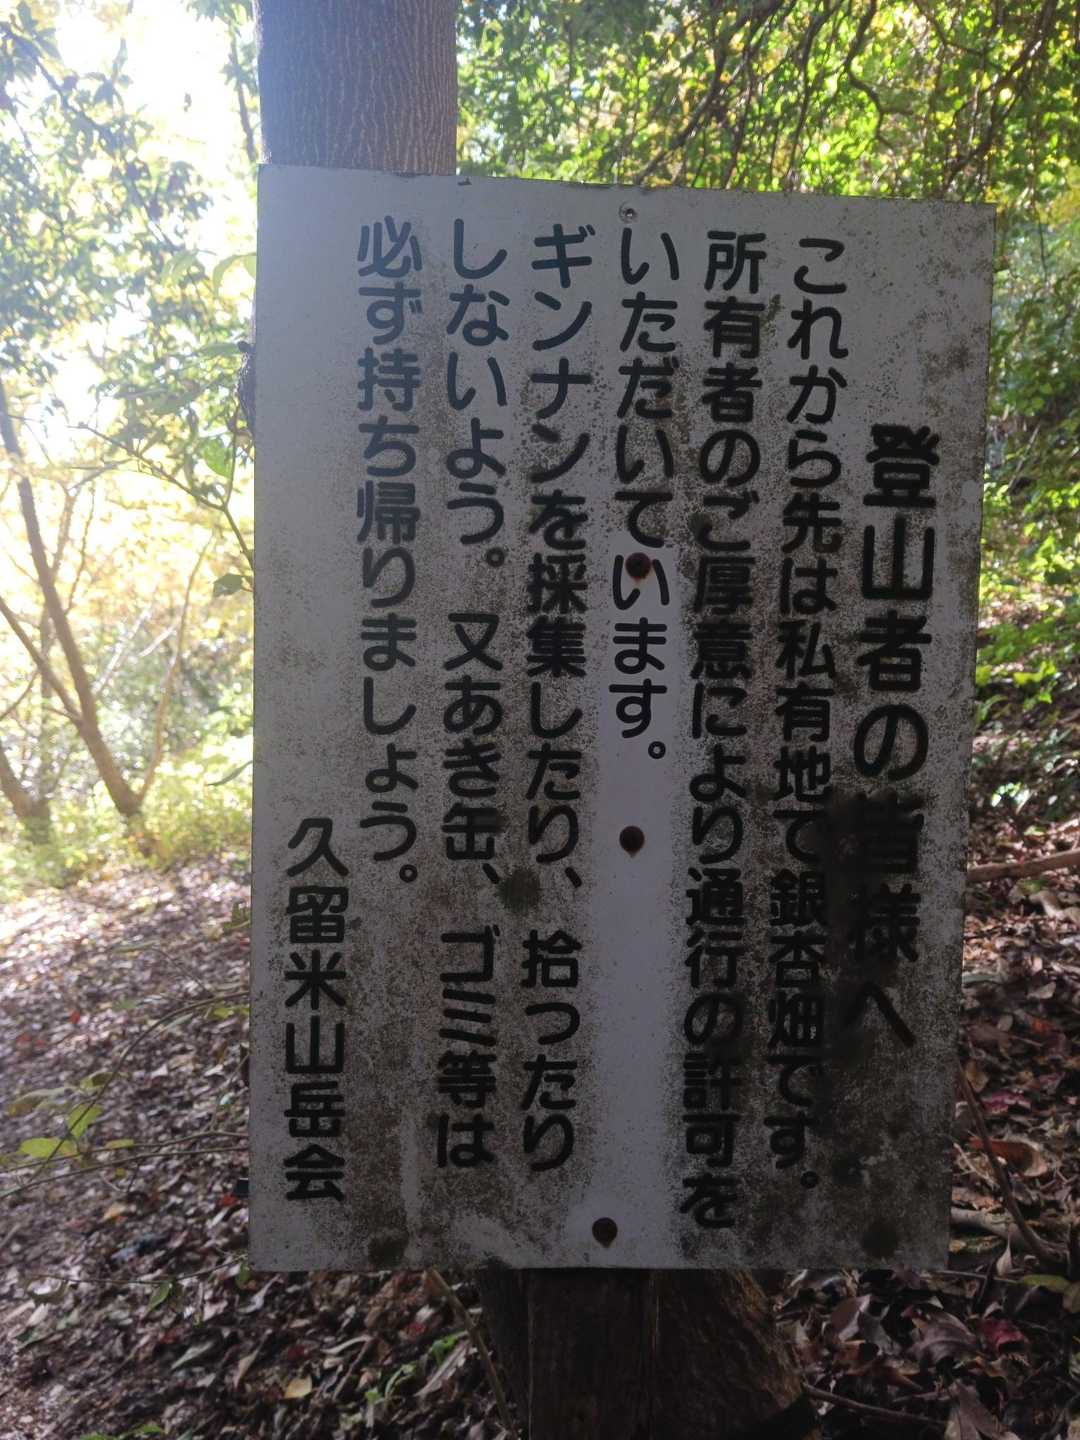 登山者の皆様へ
これから先は私有地で銀杏畑です。
所有者のご厚意により通行の許可を
いただいています。
ギンナンを採集したり、拾ったり
しないよう。又あき缶、ゴミ等は
必ず持ち帰りましょう。
久留米山岳会